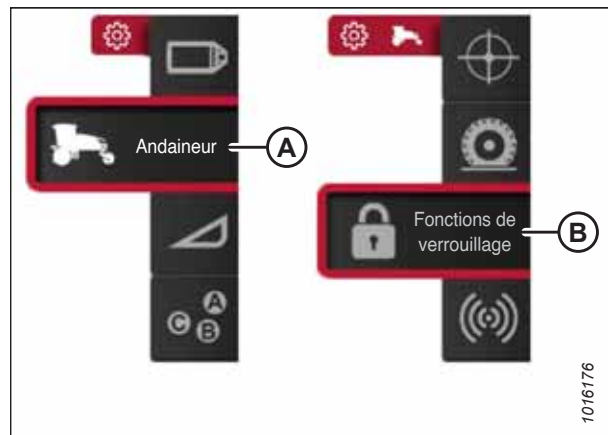 Andaineur
A
Fonctions de
verrouillage
B
A
C
B
1016176